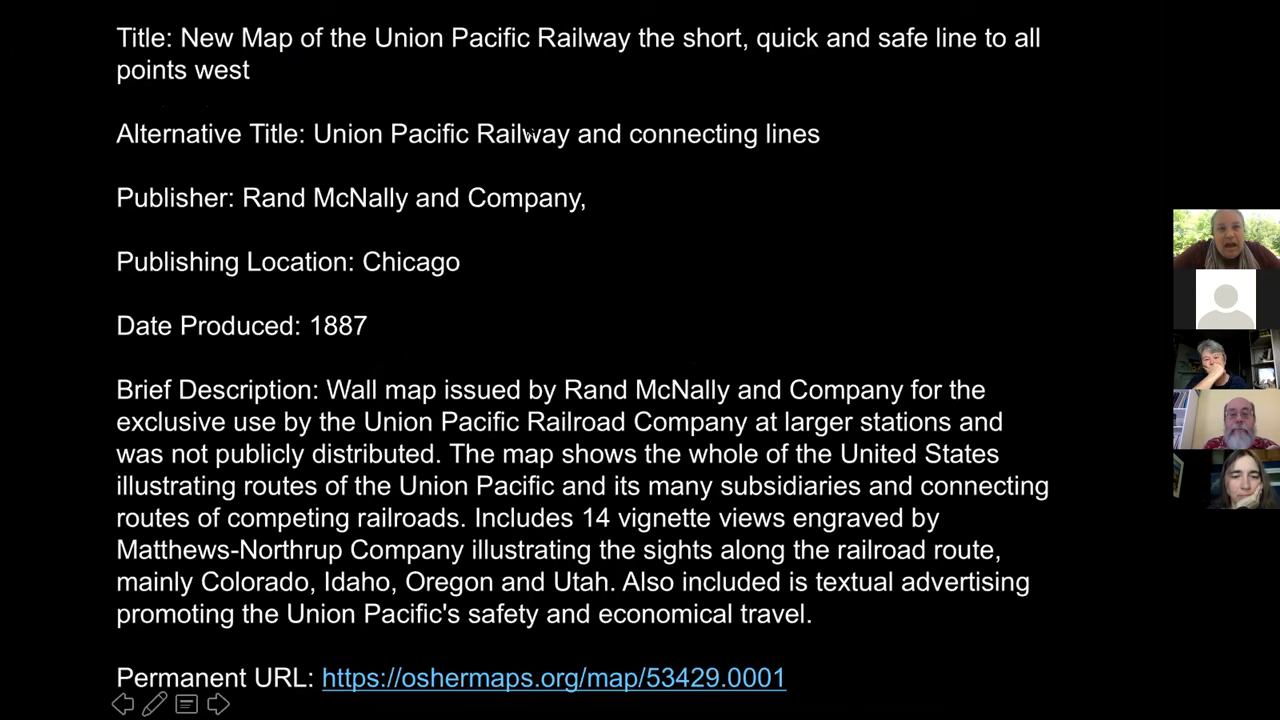 Title: New Map of the Union Pacific Railway the short, quick and safe line to all
points west
Alternative Title: Union Pacific Railway and connecting lines
Publisher: Rand McNally and Company,
Publishing Location: Chicago
Date Produced: 1887
Brief Description: Wall map issued by Rand McNally and Company for the
exclusive use by the Union Pacific Railroad Company at larger stations and
was not publicly distributed. The map shows the whole of the United States
illustrating routes of the Union Pacific and its many subsidiaries and connecting
routes of competing railroads. Includes 14 vignette views engraved by
Matthews-Northrup Company illustrating the sights along the railroad route,
mainly Colorado, Idaho, Oregon and Utah. Also included is textual advertising
promoting the Union Pacific's safety and economical travel.
Permanent URL: https://oshermaps.org/map/53429.0001